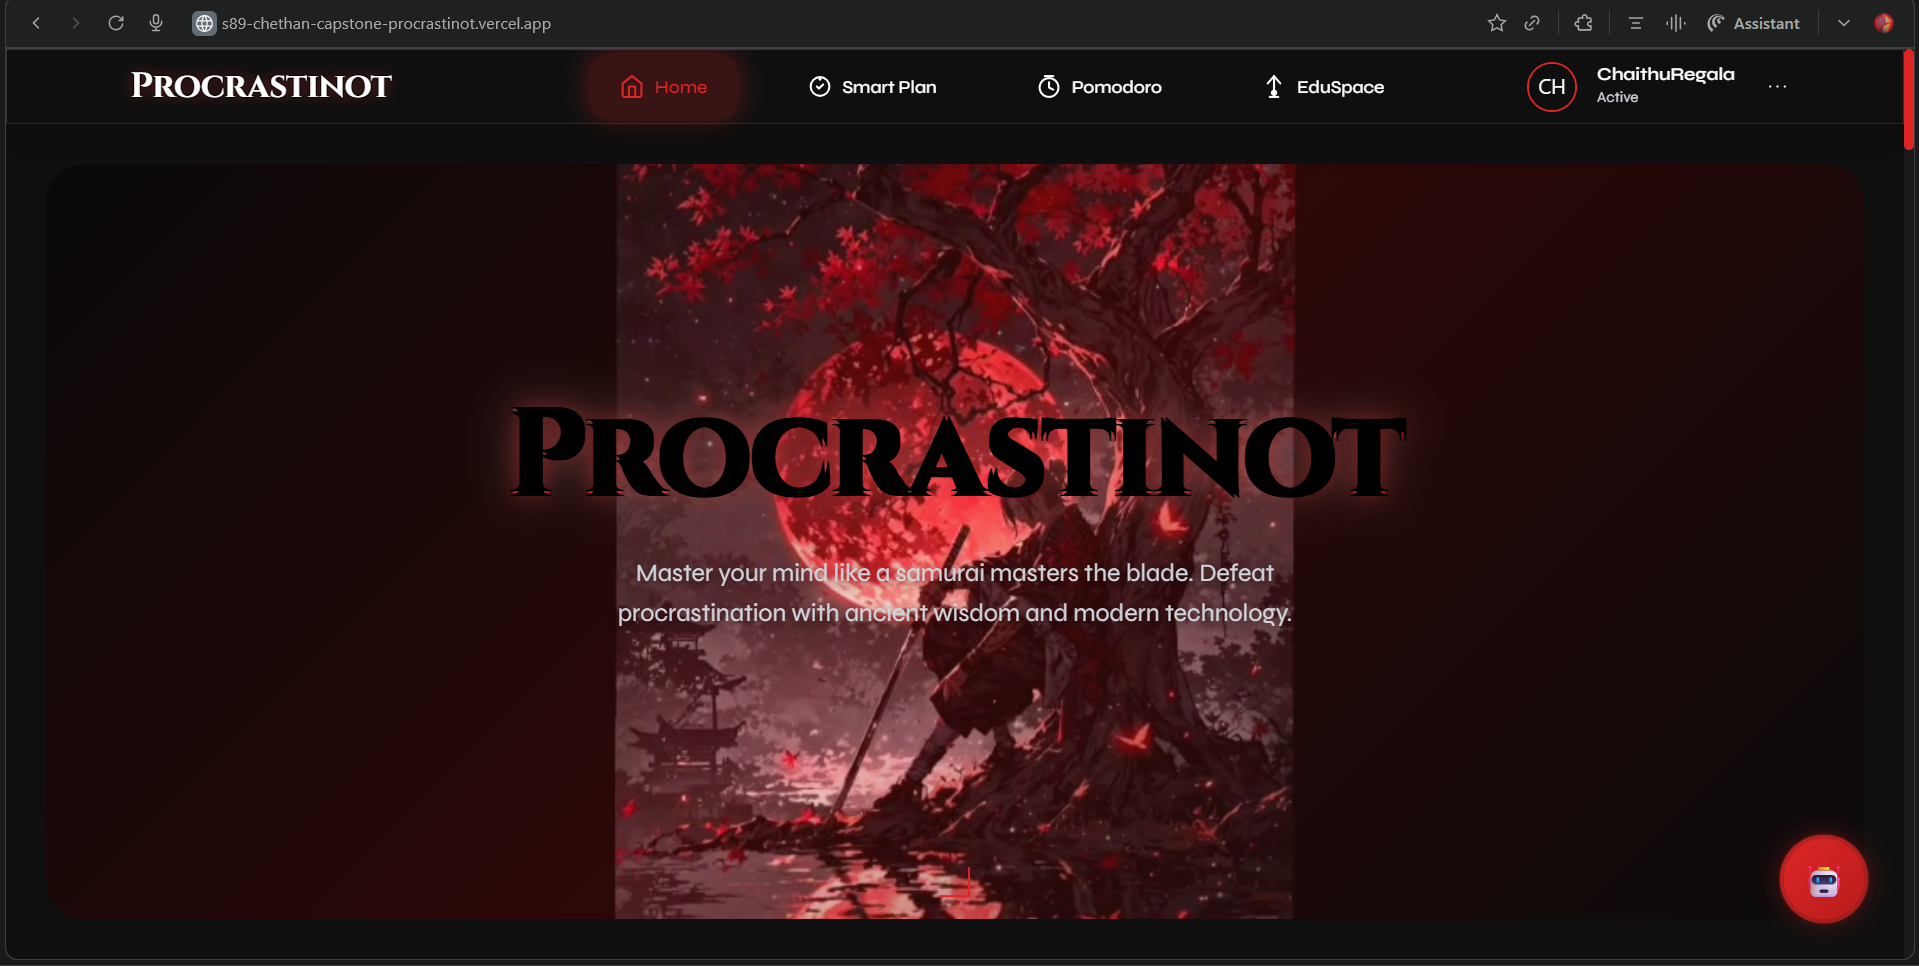 s89-chethan-capstone-procrastinot.vercel.app
Assistant
PROCRASTINOT
Home
Smart Plan
Pomodoro
EduSpace
CH
ChaithuRegala
Active
PROCRASTINOT
Master your mind like a samurai masters the blade. Defeat
procrastination with ancient wisdom and modern technology.